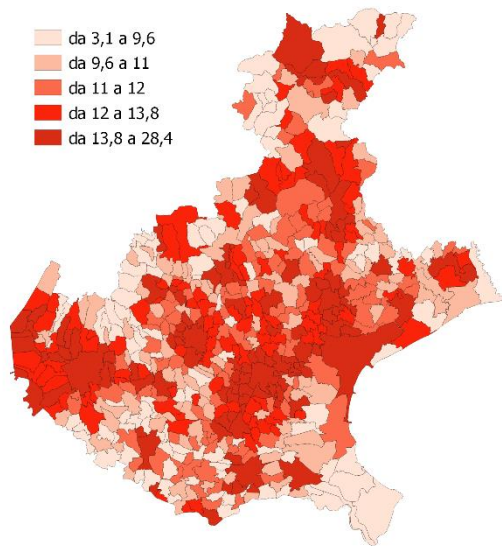 da 3,1 a 9,6
da 9,6 a 11
da 11 a 12
da 12 a 13,8
da 13,8 a 28,4